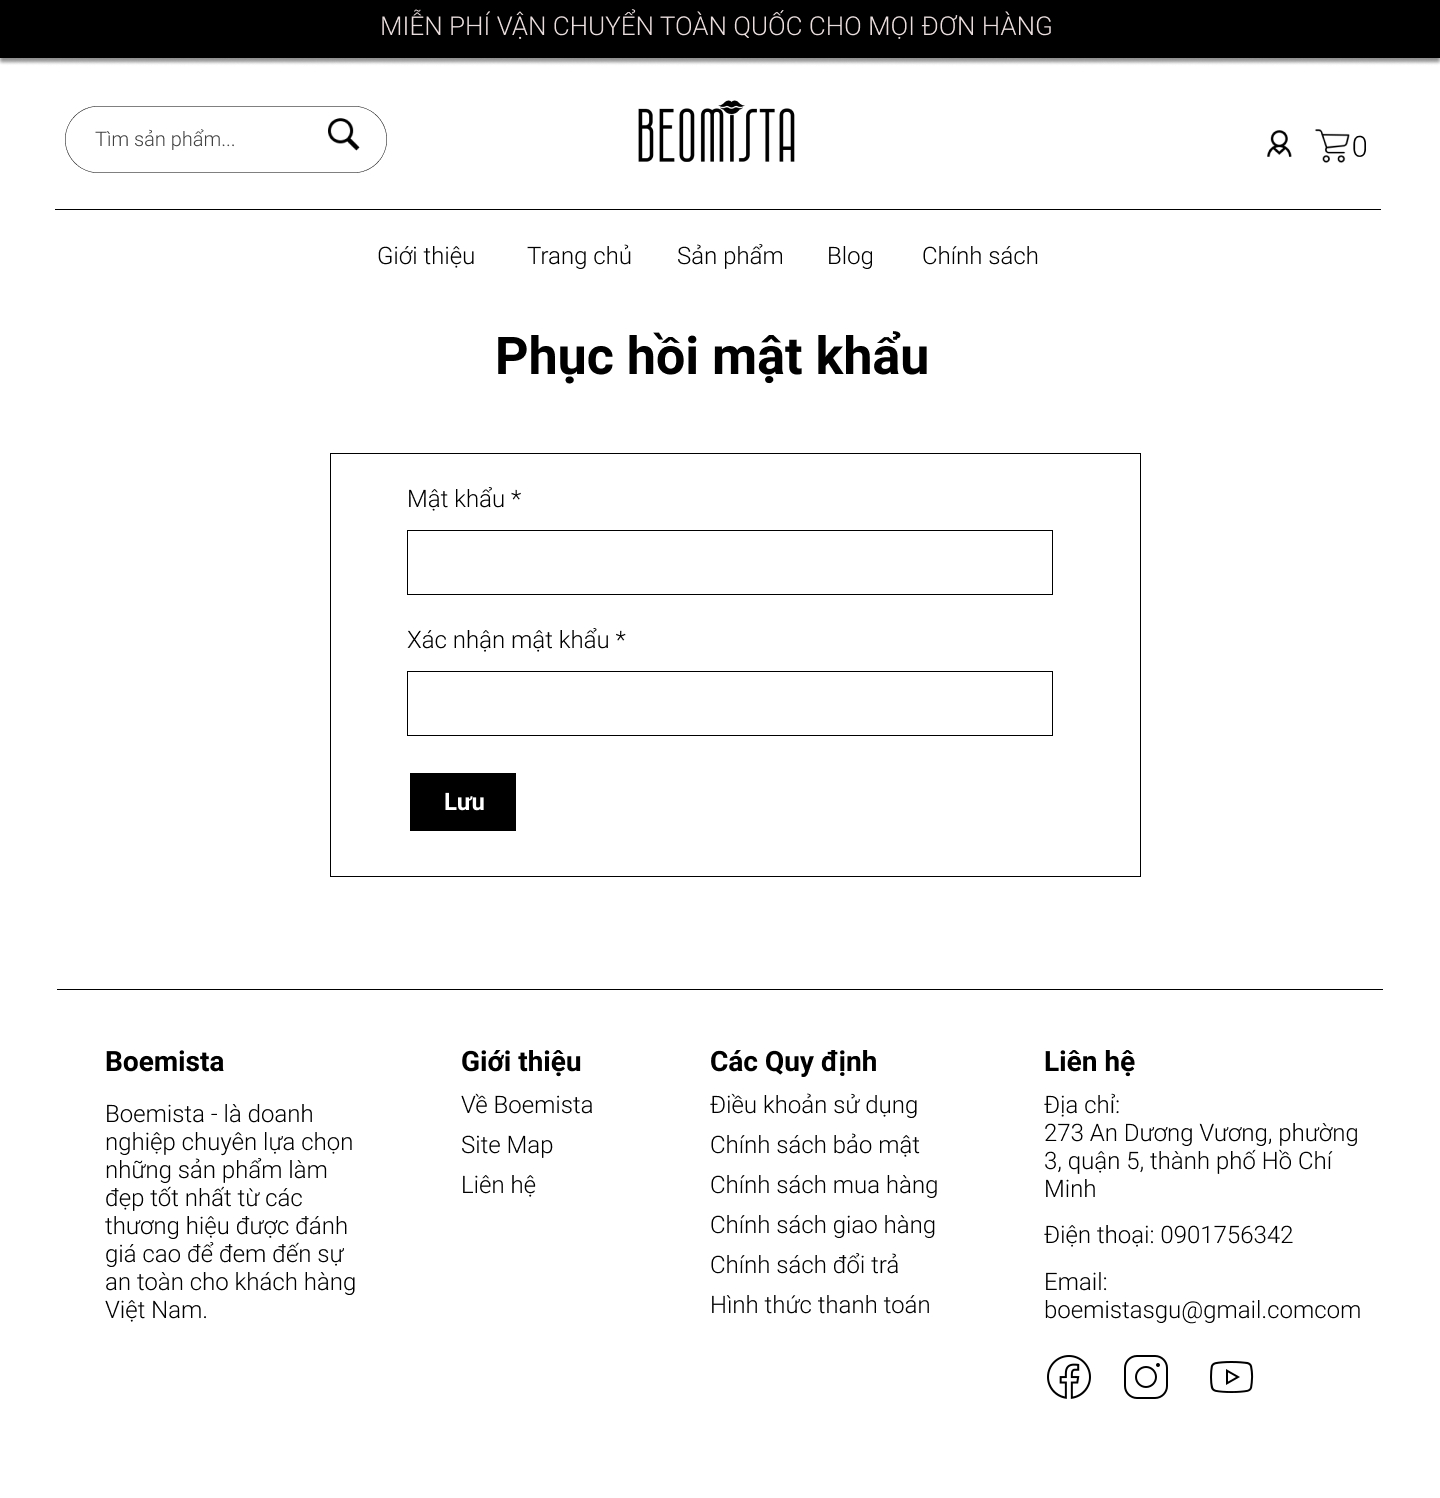 MIỄN PHÍ VẬN CHUYỂN TOÀN QUỐC CHO MỌI ĐƠN HÀNG
Tìm sản phẩm...
BEOMISTA
0
Giới thiệu
Trang chủ
Sản phẩm
Blog
Chính sách
Phục hồi mật khẩu
Mật khẩu *
Xác nhận mật khẩu *
Lưu
Boemista
Boemista - là doanh
nghiệp chuyên lựa chọn
những sản phẩm làm
đẹp tốt nhất từ các
thương hiệu được đánh
giá cao để đem đến sự
an toàn cho khách hàng
Việt Nam.
Giới thiệu
Về Boemista
Site Map
Liên hệ
Các Quy định
Điều khoản sử dụng
Chính sách bảo mật
Chính sách mua hàng
Chính sách giao hàng
Chính sách đổi trả
Hình thức thanh toán
Liên hệ
Địa chỉ:
273 An Dương Vương, phường
3, quận 5, thành phố Hồ Chí
Minh
Điện thoại: 0901756342
Email:
boemistasgu@gmail.comcom